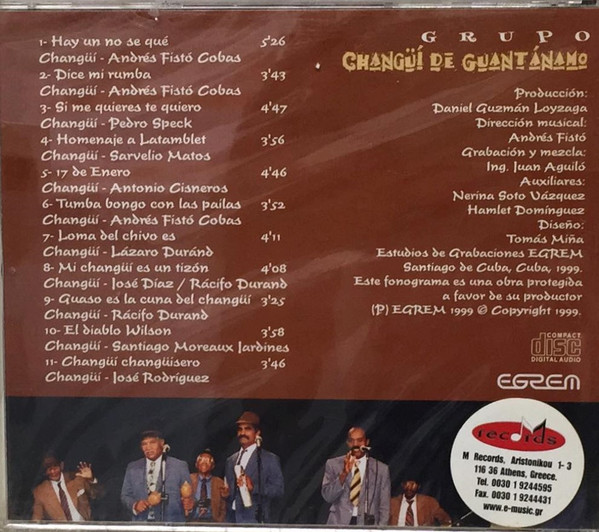 GRUPO
CHANGÜÍ DE GUANTÁNAMO
1- Hay un no se qué 5'26
Changüí - Andrés Fistó Cobas
2- Dice mi rumba 3'43
Changüí - Andrés Fistó Cobas
3- Si me quieres te quiero 4'47
Changüí - Pedro Speck
4- Homenaje a Latamblet 3'56
Changüí - Sarvelio Matos
5- 17 de Enero 4'46
Changüí - Antonio Cisneros
6- Tumba bongo con las pailas 3'52
Changüí - Andrés Fistó Cobas
7- Loma del chivo es 4'11
Changüí - Lázaro Duránd
8- Mi changüí es un tizón 4'08
Changüí - José Díaz / Rácifo Durand
9- Guaso es la cuna del changüí 3'25
Changüí - Rácifo Durand
10- El diablo Wilson 3'58
Changüí - Santiago Moreaux Jardines
11- Changüí changüisero 3'46
Changüí - José Rodríguez
Producción:
Daniel Guzmán Loyzaga
Dirección musical:
Andrés Fistó
Grabación y mezcla:
Ing. Juan Aguiló
Auxiliares:
Nerina Soto Vázquez
Hamlet Domínguez
Diseño:
Tomás Miña
Estudios de Grabaciones EGREM
Santiago de Cuba, Cuba, 1999.
Este fonograma es una obra protegida
a favor de su productor
(P) EGREM 1999 © Copyright 1999.
COMPACT
disc
DIGITAL AUDIO
EGREM
M
records
M Records, Aristonikou 1- 3
116 36 Athens, Greece.
Tel. 0030 1 9244595
Fax. 0030 1 9244431
www.e-music.gr